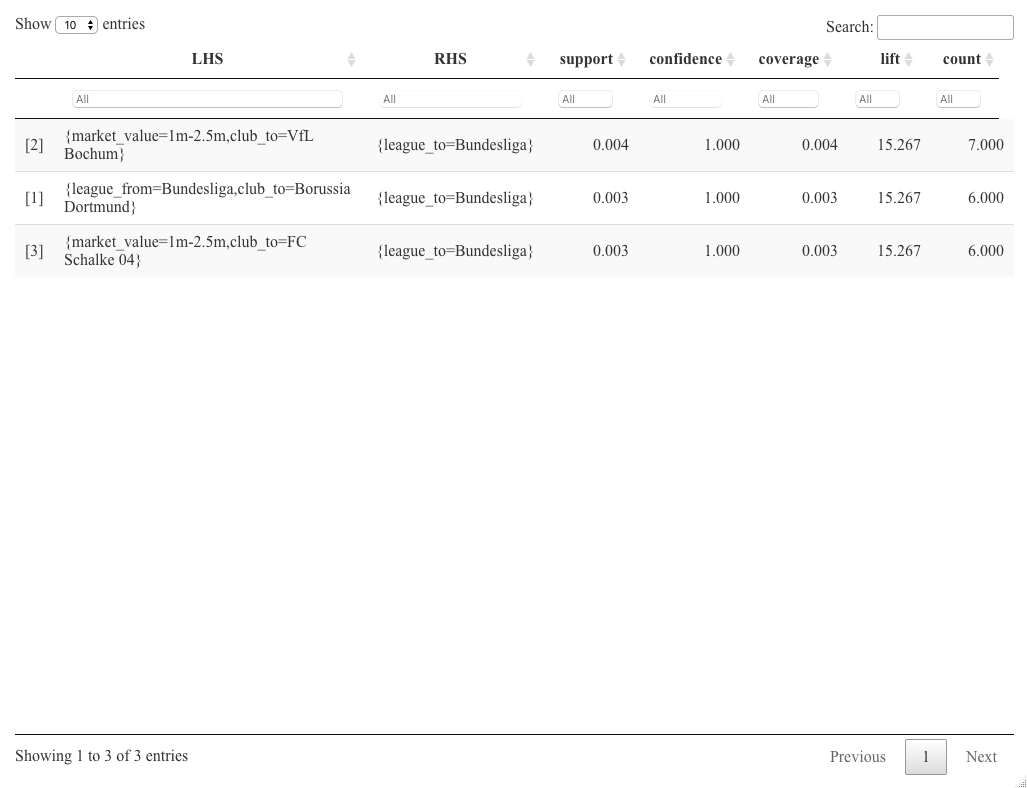 Show 10 entries
Search:
LHS RHS support confidence coverage lift count
All All All All All All All
[2] {market_value=1m-2.5m,club_to=VfL Bochum} {league_to=Bundesliga} 0.004 1.000 0.004 15.267 7.000
[1] {league_from=Bundesliga,club_to=Borussia Dortmund} {league_to=Bundesliga} 0.003 1.000 0.003 15.267 6.000
[3] {market_value=1m-2.5m,club_to=FC Schalke 04} {league_to=Bundesliga} 0.003 1.000 0.003 15.267 6.000
Showing 1 to 3 of 3 entries
Previous 1 Next